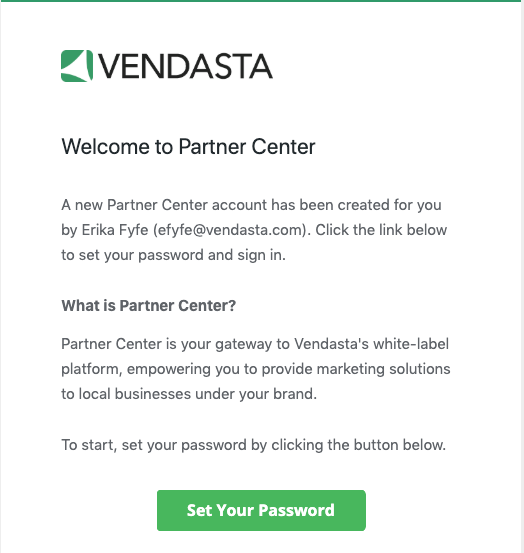 VENDASTA
Welcome to Partner Center
A new Partner Center account has been created for you
by Erika Fyfe (efyfe@vendasta.com). Click the link below
to set your password and sign in.
What is Partner Center?
Partner Center is your gateway to Vendasta's white-label
platform, empowering you to provide marketing solutions
to local businesses under your brand.
To start, set your password by clicking the button below.
Set Your Password